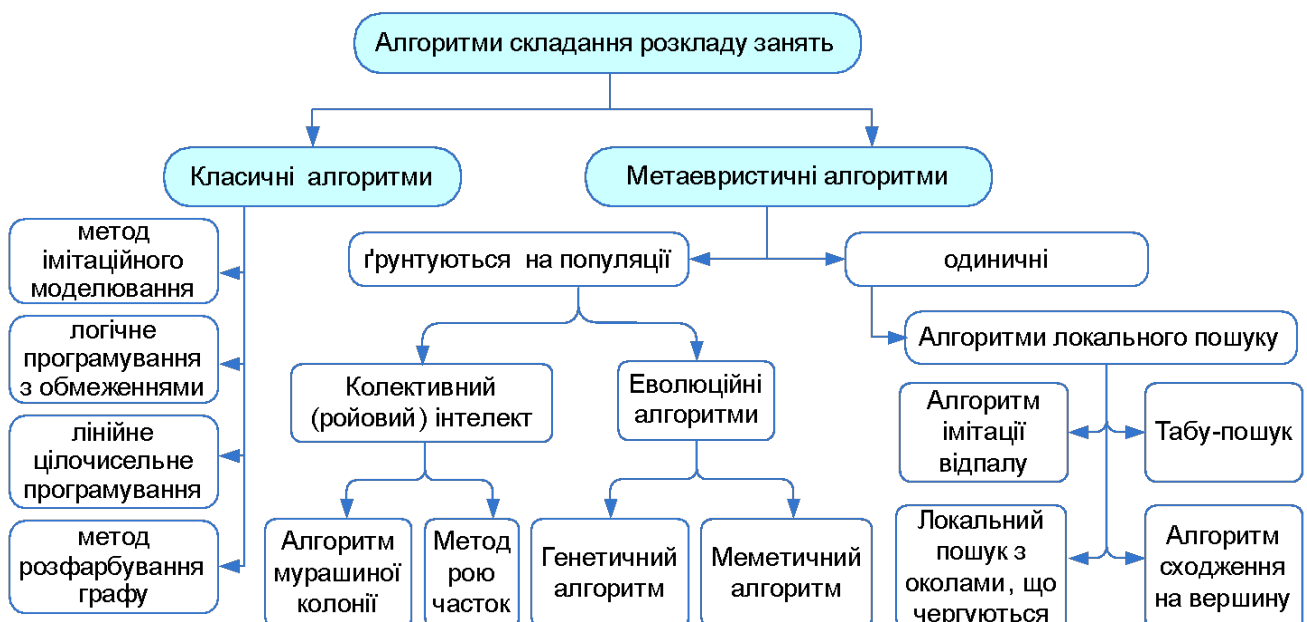 Алгоритми складання розкладу занять
Класичні алгоритми
Метаевристичні алгоритми
метод
імітаційного
моделювання
логічне
програмування
з обмеженнями
лінійне
цілочисельне
програмування
метод
розфарбування
графу
ґрунтуються на популяції
одиничні
Колективний
(ройовий) інтелект
Еволюційні
алгоритми
Алгоритм
мурашиної
колонії
Метод
рою
часток
Генетичний
алгоритм
Меметичний
алгоритм
Алгоритми локального пошуку
Алгоритм
імітації
відпалу
Табу-пошук
Локальний
пошук з
околами, що
чергуються
Алгоритм
сходження
на вершину